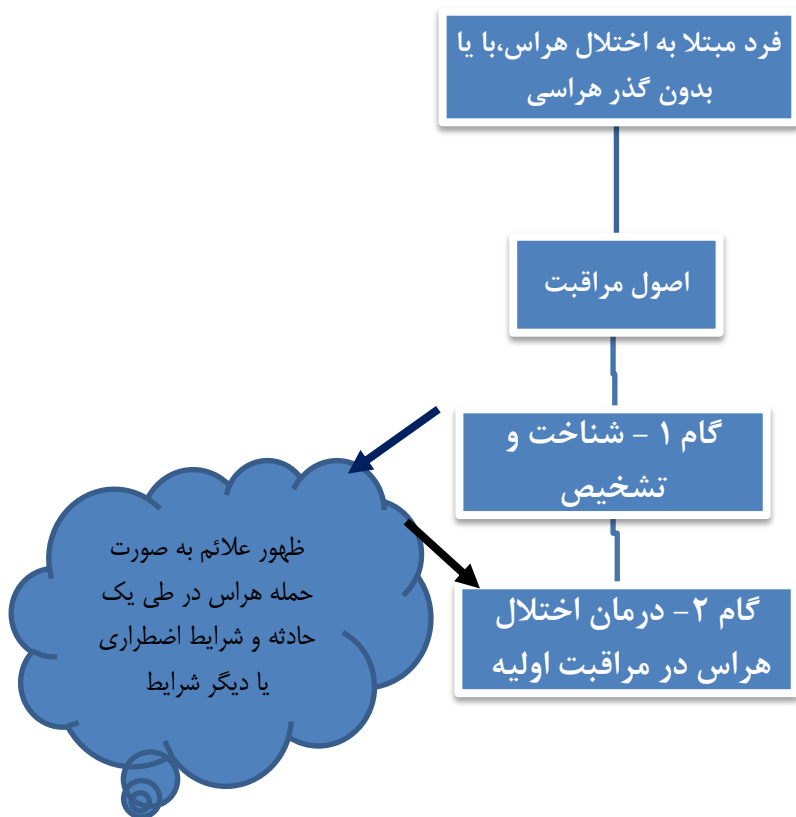 فرد مبتلا به اختلال هراس،با یا
بدون گذر هراسی
اصول مراقبت
گام ۱ - شناخت و
تشخیص
ظهور علائم به صورت
حمله هراس در طی یک
حادثه و شرایط اضطراری
یا دیگر شرایط
گام ۲- درمان اختلال
هراس در مراقبت اولیه